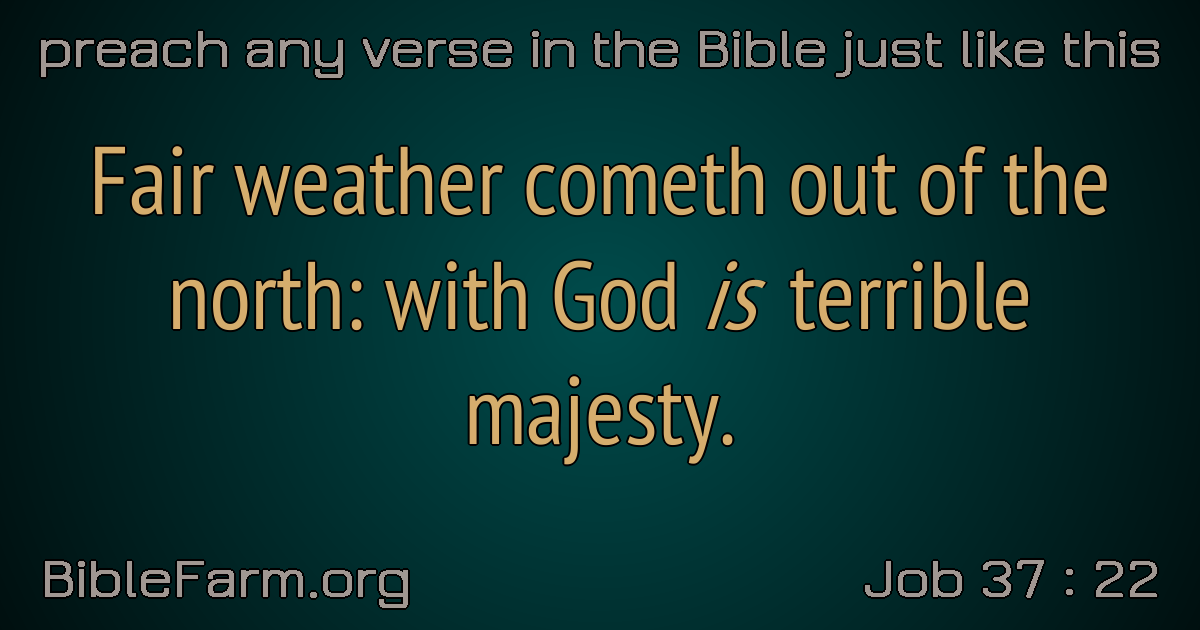 preach any verse in the Bible just like this
Fair weather cometh out of the
north: with God is terrible
majesty.
BibleFarm.org
Job 37 : 22